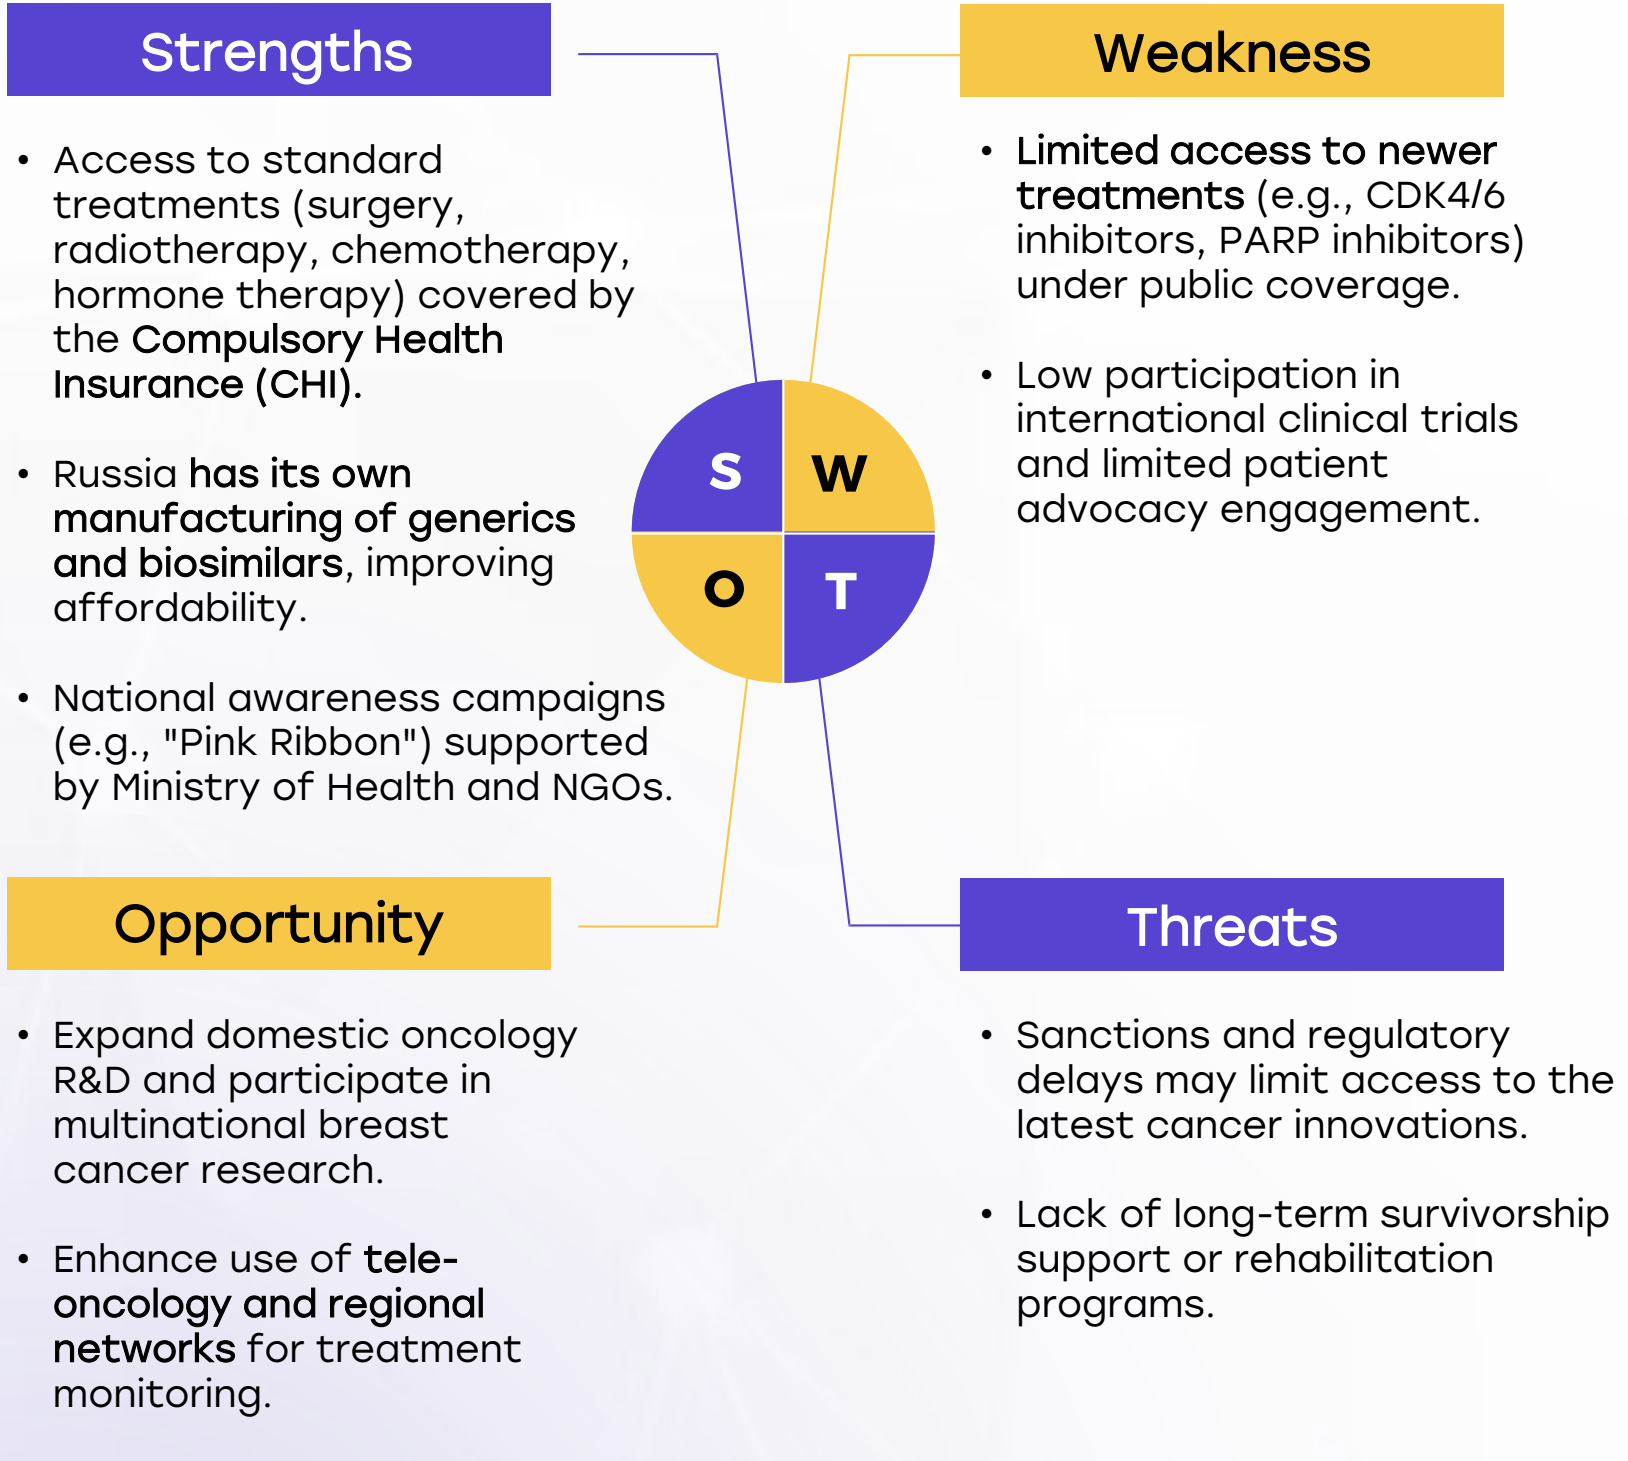 Strengths
• Access to standard
treatments (surgery,
radiotherapy, chemotherapy,
hormone therapy) covered by
the Compulsory Health
Insurance (CHI).
• Russia has its own
manufacturing of generics
and biosimilars, improving
affordability.
• National awareness campaigns
(e.g., "Pink Ribbon") supported
by Ministry of Health and NGOs.
Weakness
• Limited access to newer
treatments (e.g., CDK4/6
inhibitors, PARP inhibitors)
under public coverage.
• Low participation in
international clinical trials
and limited patient
advocacy engagement.
S
W
O
T
Opportunity
• Expand domestic oncology
R&D and participate in
multinational breast
cancer research.
• Enhance use of tele-
oncology and regional
networks for treatment
monitoring.
Threats
• Sanctions and regulatory
delays may limit access to the
latest cancer innovations.
• Lack of long-term survivorship
support or rehabilitation
programs.